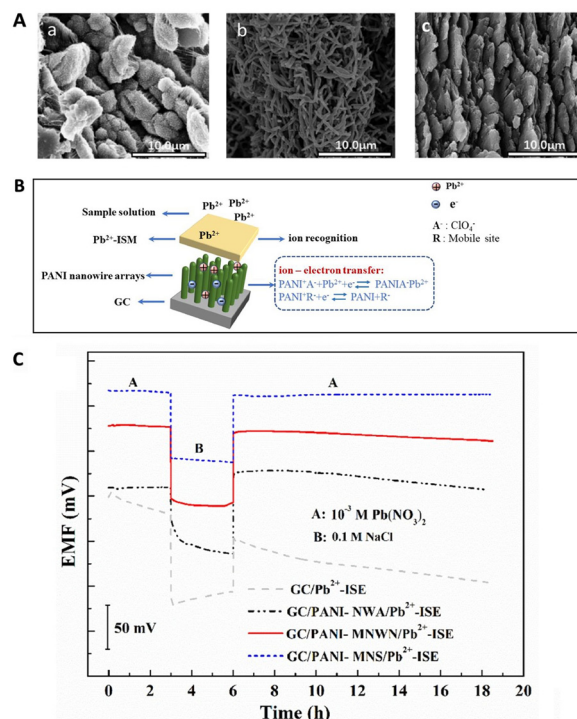 A
a
b
c
10.0μm
10.0μm
10.0μm
B
Pb²⁺
Pb²⁺
Pb²⁺
Pb²⁺
Sample solution
Pb²⁺-ISM
Pb²⁺
ion recognition
PANI nanowire arrays
GC
Pb²⁺
e⁻
A⁻ : ClO₄⁻
R : Mobile site
ion – electron transfer:
PANI⁺A⁻+Pb²⁺+e⁻⇌ PANIA⁻Pb²⁺
PANI⁺R⁻+e⁻⇌ PANI+R⁻
C
EMF (mV)
A
A
B
A: 10⁻³ M Pb(NO₃)₂
B: 0.1 M NaCl
50 mV
GC/Pb²⁺-ISE
GC/PANI- NWA/Pb²⁺-ISE
GC/PANI- MNWN/Pb²⁺-ISE
GC/PANI- MNS/Pb²⁺-ISE
0 2 4 6 8 10 12 14 16 18 20
Time (h)